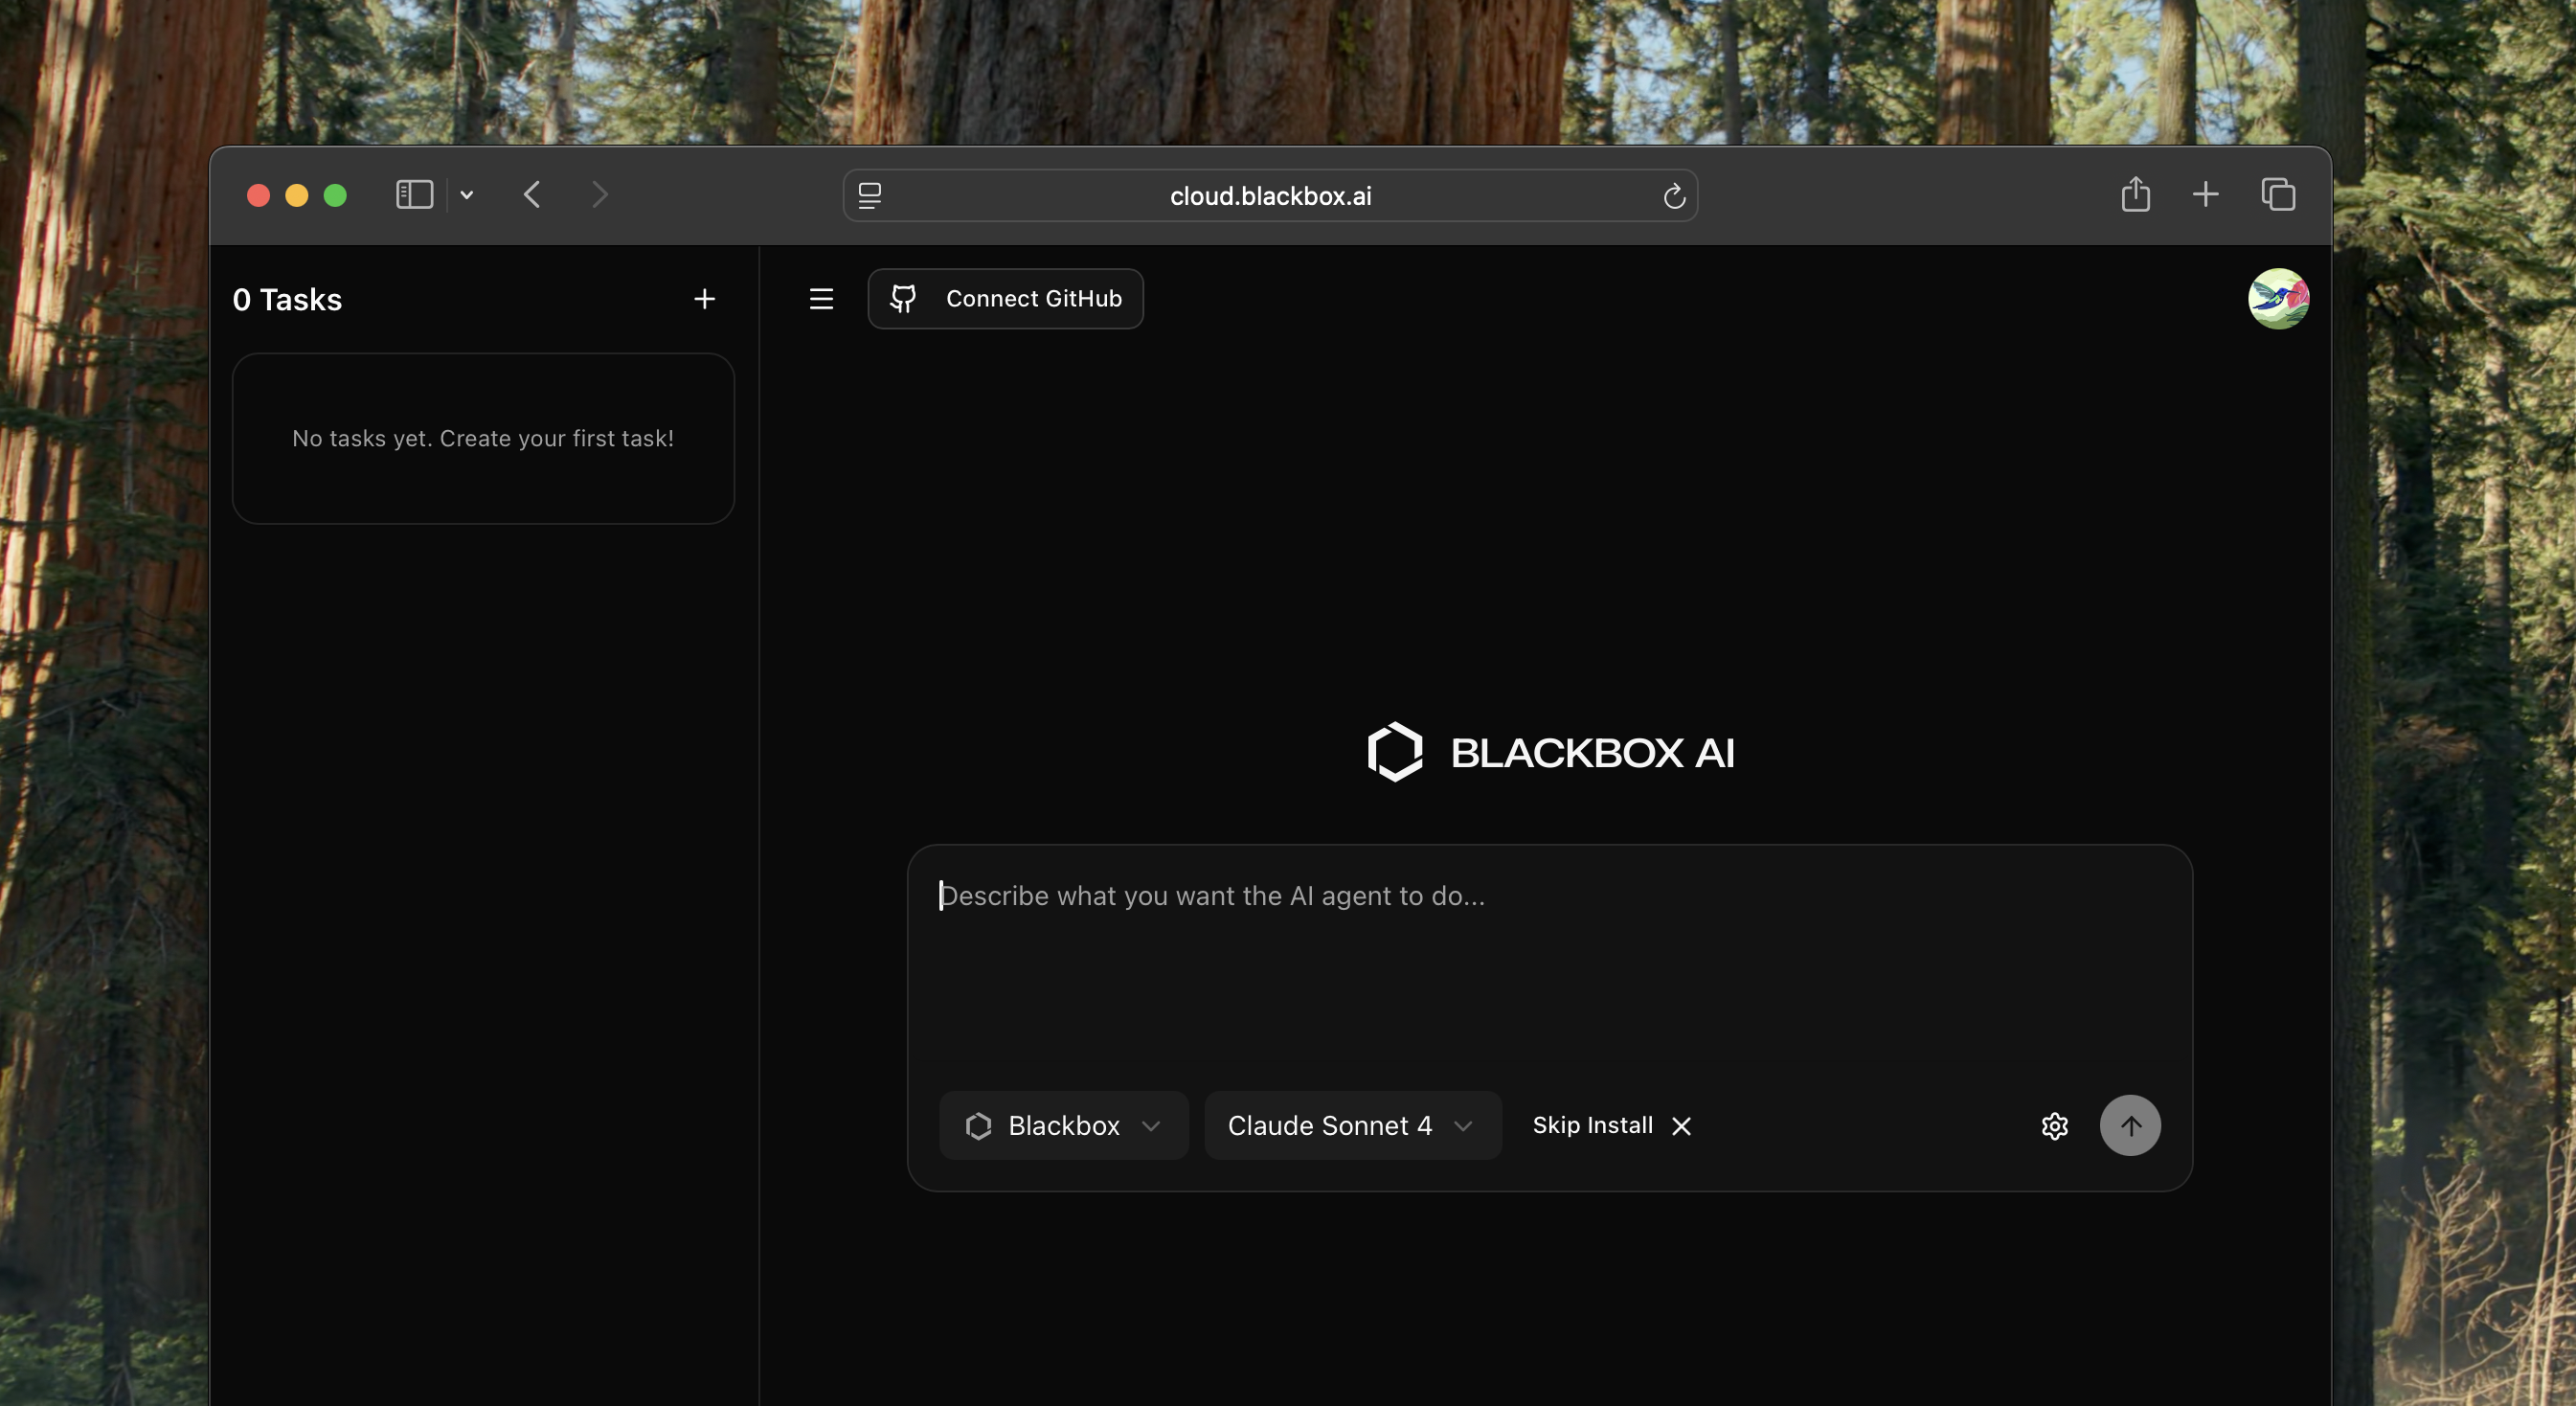 cloud.blackbox.ai
0 Tasks
Connect GitHub
No tasks yet. Create your first task!
BLACKBOX AI
Describe what you want the AI agent to do...
Blackbox
Claude Sonnet 4
Skip Install